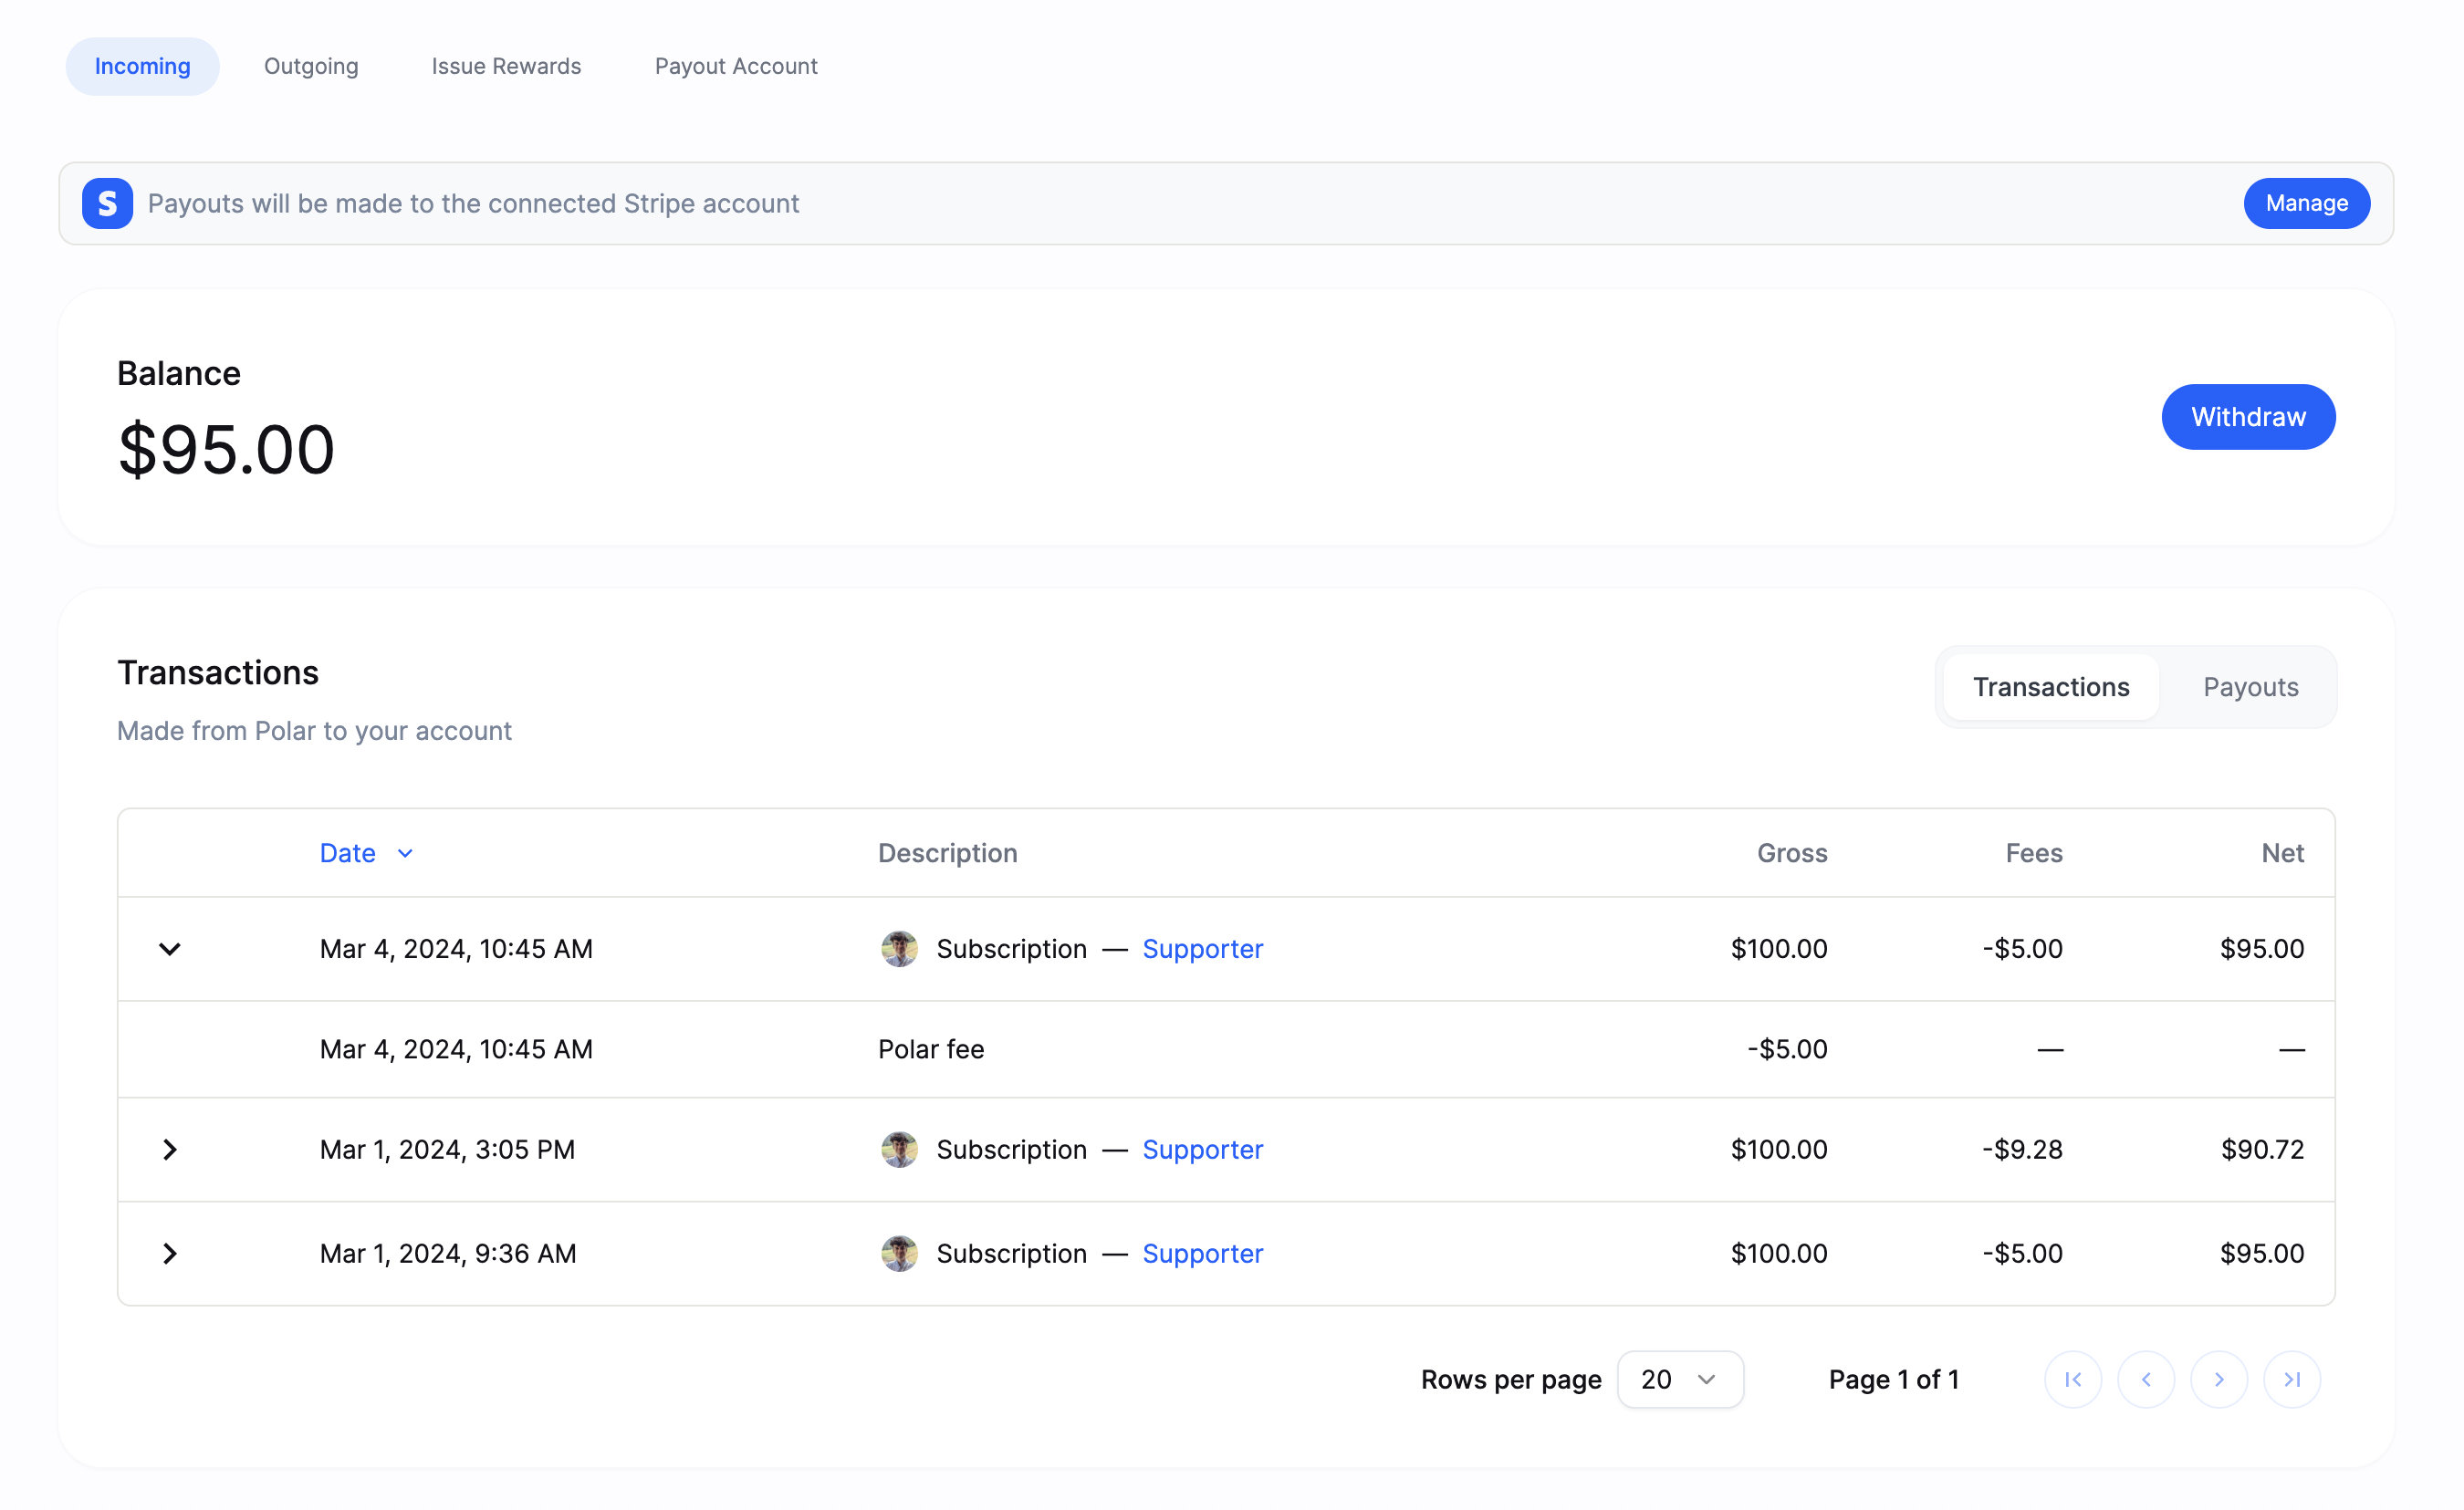 Incoming Outgoing Issue Rewards Payout Account
S Payouts will be made to the connected Stripe account Manage
Balance
$95.00
Withdraw
Transactions
Made from Polar to your account
Transactions Payouts
Date Description Gross Fees Net
Mar 4, 2024, 10:45 AM Subscription — Supporter $100.00 -$5.00 $95.00
Mar 4, 2024, 10:45 AM Polar fee -$5.00 — —
Mar 1, 2024, 3:05 PM Subscription — Supporter $100.00 -$9.28 $90.72
Mar 1, 2024, 9:36 AM Subscription — Supporter $100.00 -$5.00 $95.00
Rows per page 20 Page 1 of 1